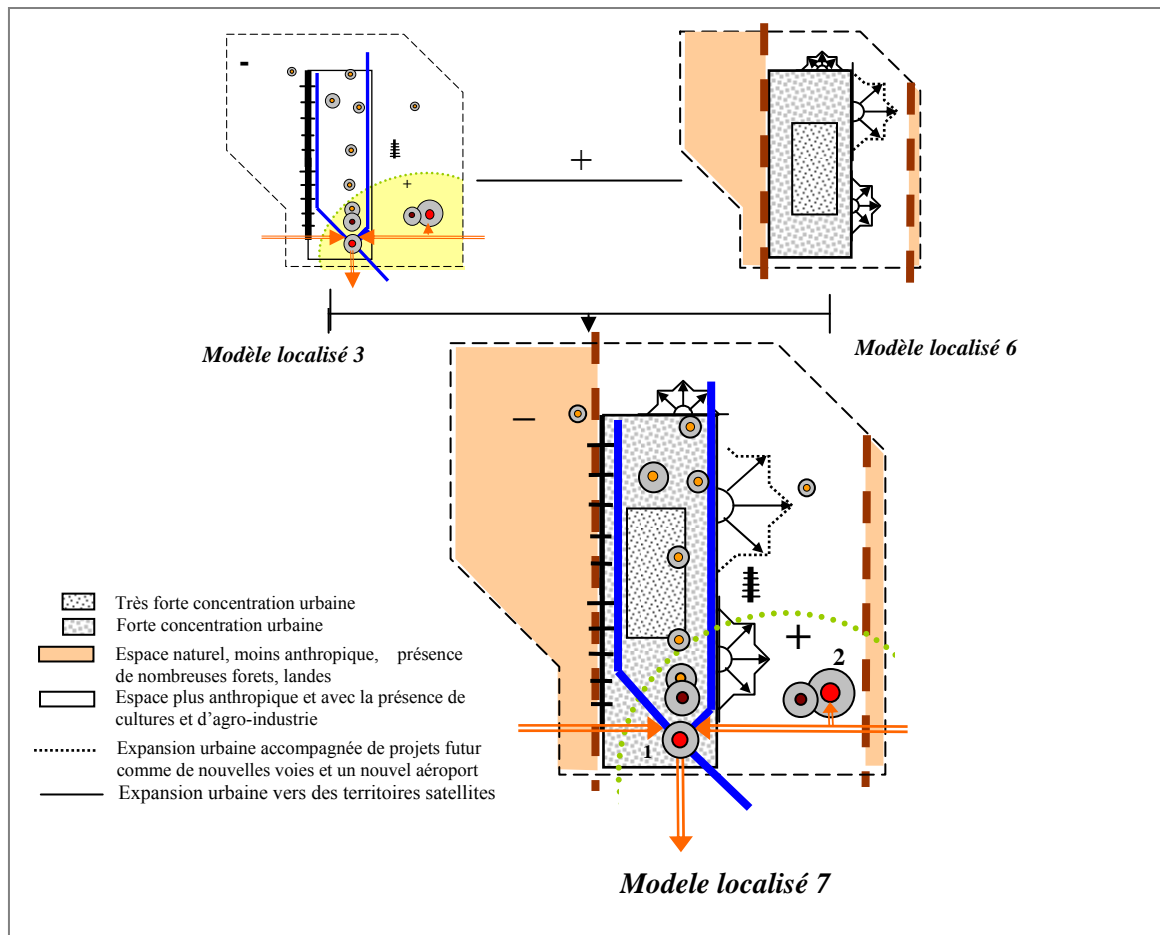 -
+
+
Modèle localisé 3
Modèle localisé 6
−
+
2
1
Très forte concentration urbaine
Forte concentration urbaine
Espace naturel, moins anthropique, présence
de nombreuses forets, landes
Espace plus anthropique et avec la présence de
cultures et d'agro-industrie
Expansion urbaine accompagnée de projets futur
comme de nouvelles voies et un nouvel aéroport
Expansion urbaine vers des territoires satellites
Modele localisé 7